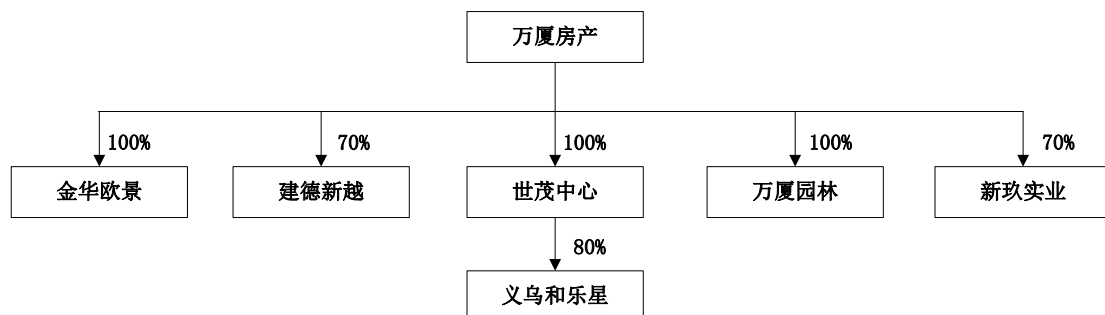 万厦房产
100% 70% 100% 100% 70%
金华欧景 建德新越 世茂中心 万厦园林 新玖实业
80%
义乌和乐星